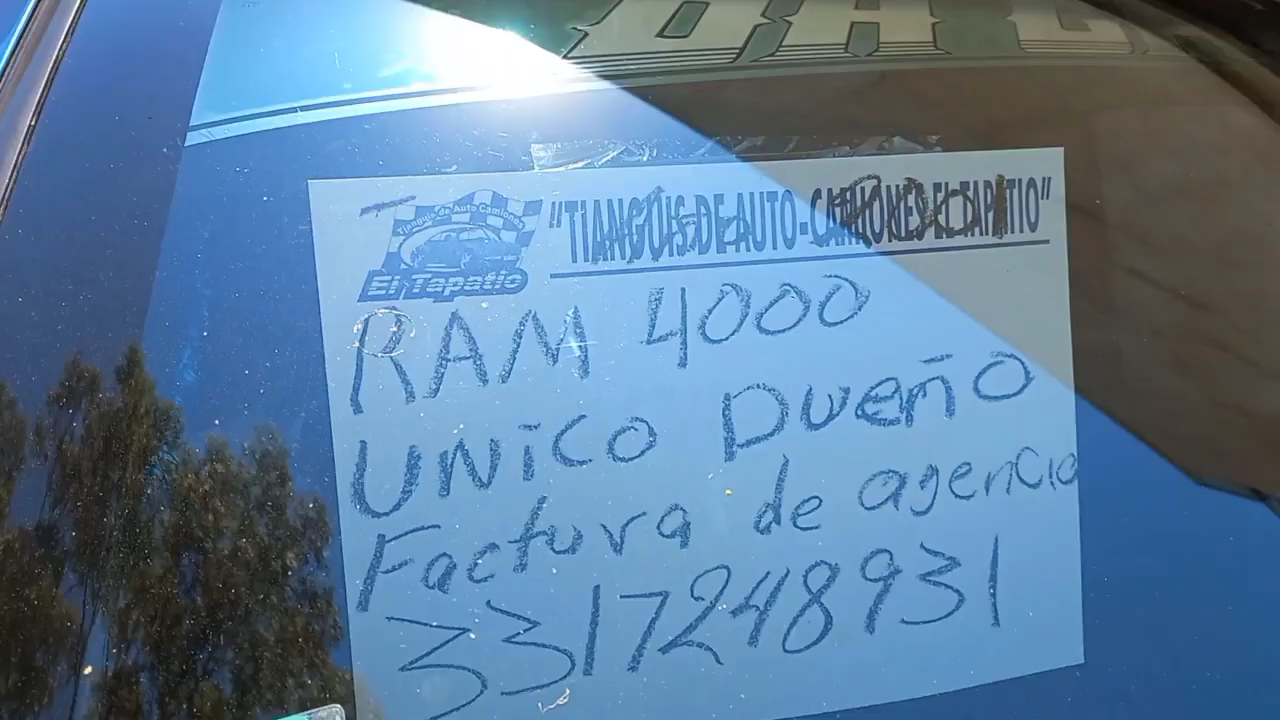 Tianguis de Auto Camiones
El Tapatio
"TIANGUIS DE AUTO-CAMIONES EL TAPATIO"
RAM 4000
UNiCO DUEÑO
Factura de agencia
3317248931